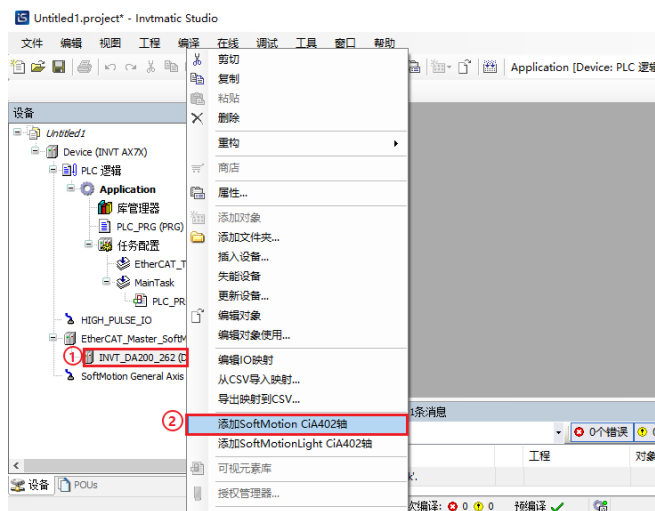 Untitled1.project* - Invtmatic Studio
文件 编辑 视图 工程 编译 在线 调试 工具 窗口 帮助
Application [Device: PLC 逻辑
设备
Untitled1
Device (INVT AX7X)
PLC 逻辑
Application
库管理器
PLC_PRG (PRG)
任务配置
EtherCAT_T
MainTask
PLC_PR
HIGH_PULSE_IO
EtherCAT_Master_SoftM
① INVT_DA200_262 (D
SoftMotion General Axis
设备 POUs
剪切
复制
粘贴
删除
重构
商店
属性...
添加对象
添加文件夹...
插入设备...
失能设备
更新设备...
编辑对象
编辑对象使用...
编辑IO映射
从CSV导入映射...
导出映射到CSV...
② 添加SoftMotion CiA402轴
添加SoftMotionLight CiA402轴
可视元素库
授权管理器...
1条消息
0个错误
工程 对象
次编译: 0 0 预编译